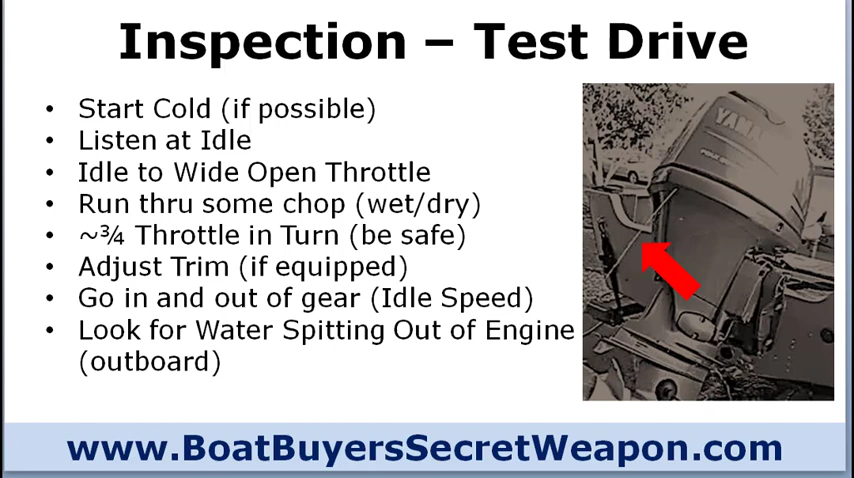 Inspection – Test Drive
• Start Cold (if possible)
• Listen at Idle
• Idle to Wide Open Throttle
• Run thru some chop (wet/dry)
• ~¾ Throttle in Turn (be safe)
• Adjust Trim (if equipped)
• Go in and out of gear (Idle Speed)
• Look for Water Spitting Out of Engine
(outboard)
www.BoatBuyersSecretWeapon.com